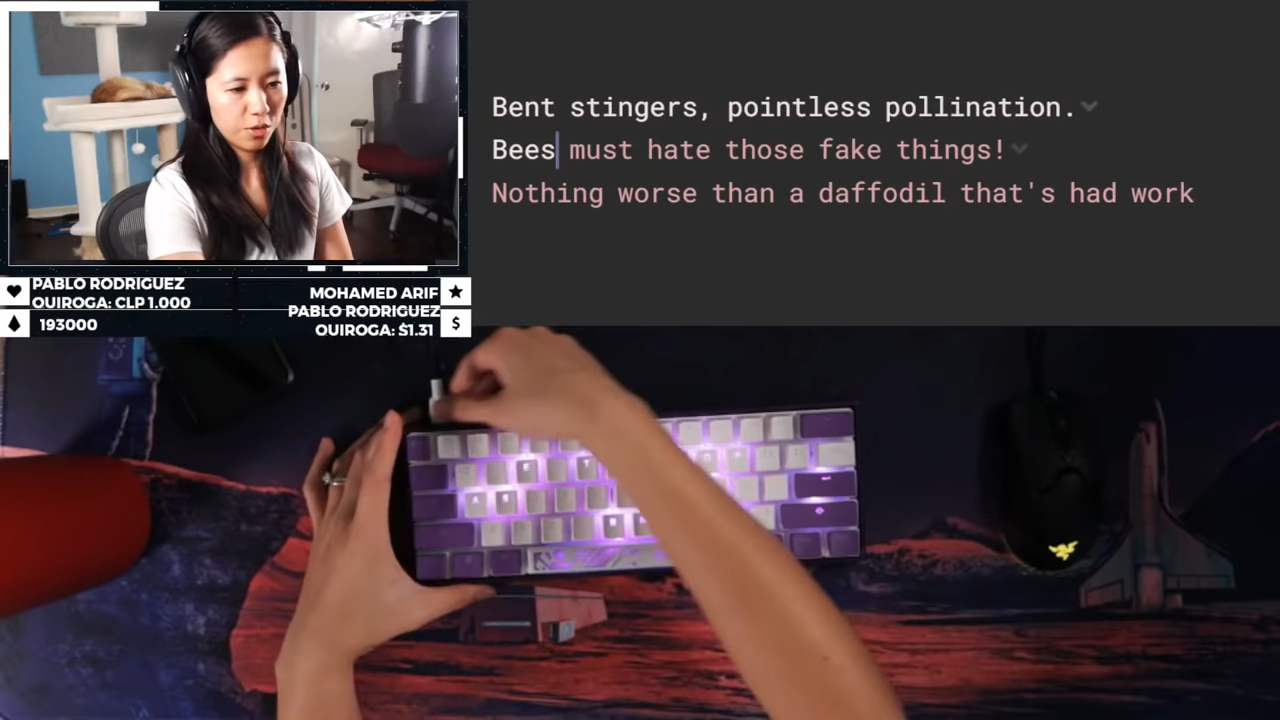 Bent stingers, pointless pollination.
Bees must hate those fake things!
Nothing worse than a daffodil that's had work
PABLO RODRIGUEZ
QUIROGA: CLP 1.000
MOHAMED ARIF
193000
PABLO RODRIGUEZ
QUIROGA: $1.31
$